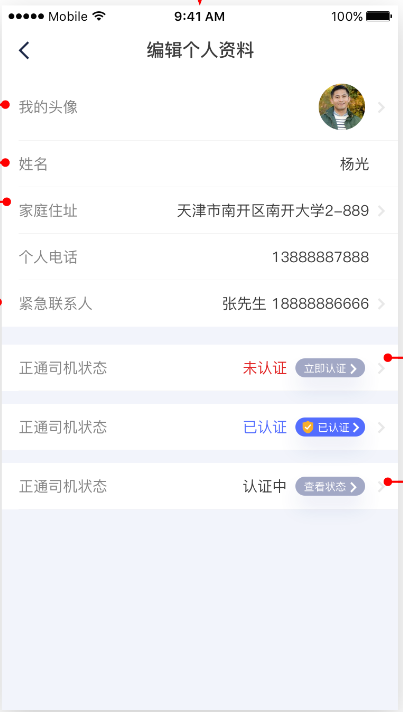 Mobile 9:41 AM 100%
编辑个人资料
我的头像
姓名 杨光
家庭住址 天津市南开区南开大学2-889
个人电话 13888887888
紧急联系人 张先生 18888886666
正通司机状态 未认证 立即认证
正通司机状态 已认证 已认证
正通司机状态 认证中 查看状态